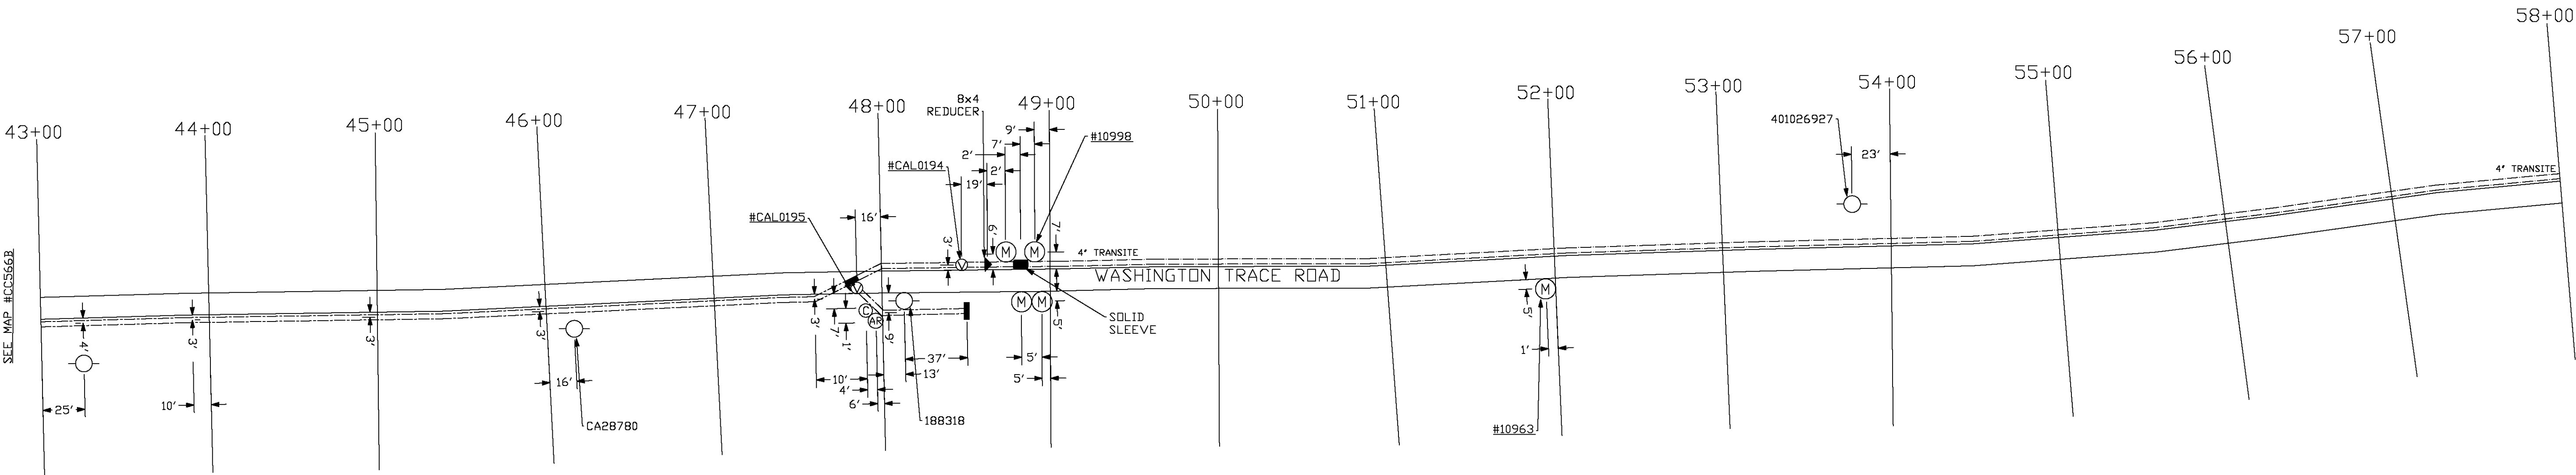 43+00
44+00
45+00
46+00
47+00
48+00
49+00
50+00
51+00
52+00
53+00
54+00
55+00
56+00
57+00
58+00
8x4
REDUCER
9'
7'
2'
2'
19'
#10998
#CAL0194
#CAL0195
16'
3'
6'
7'
M
M
V
V
4" TRANSITE
WASHINGTON TRACE ROAD
401026927
23'
4" TRANSITE
SEE MAP #CC566B
4'
3'
3'
3'
3'
7'
1'
9'
C
AR
M
M
5'
M
5'
SOLID
SLEEVE
25'
10'
16'
CA28780
10'
4'
6'
13'
37'
188318
5'
5'
1'
#10963